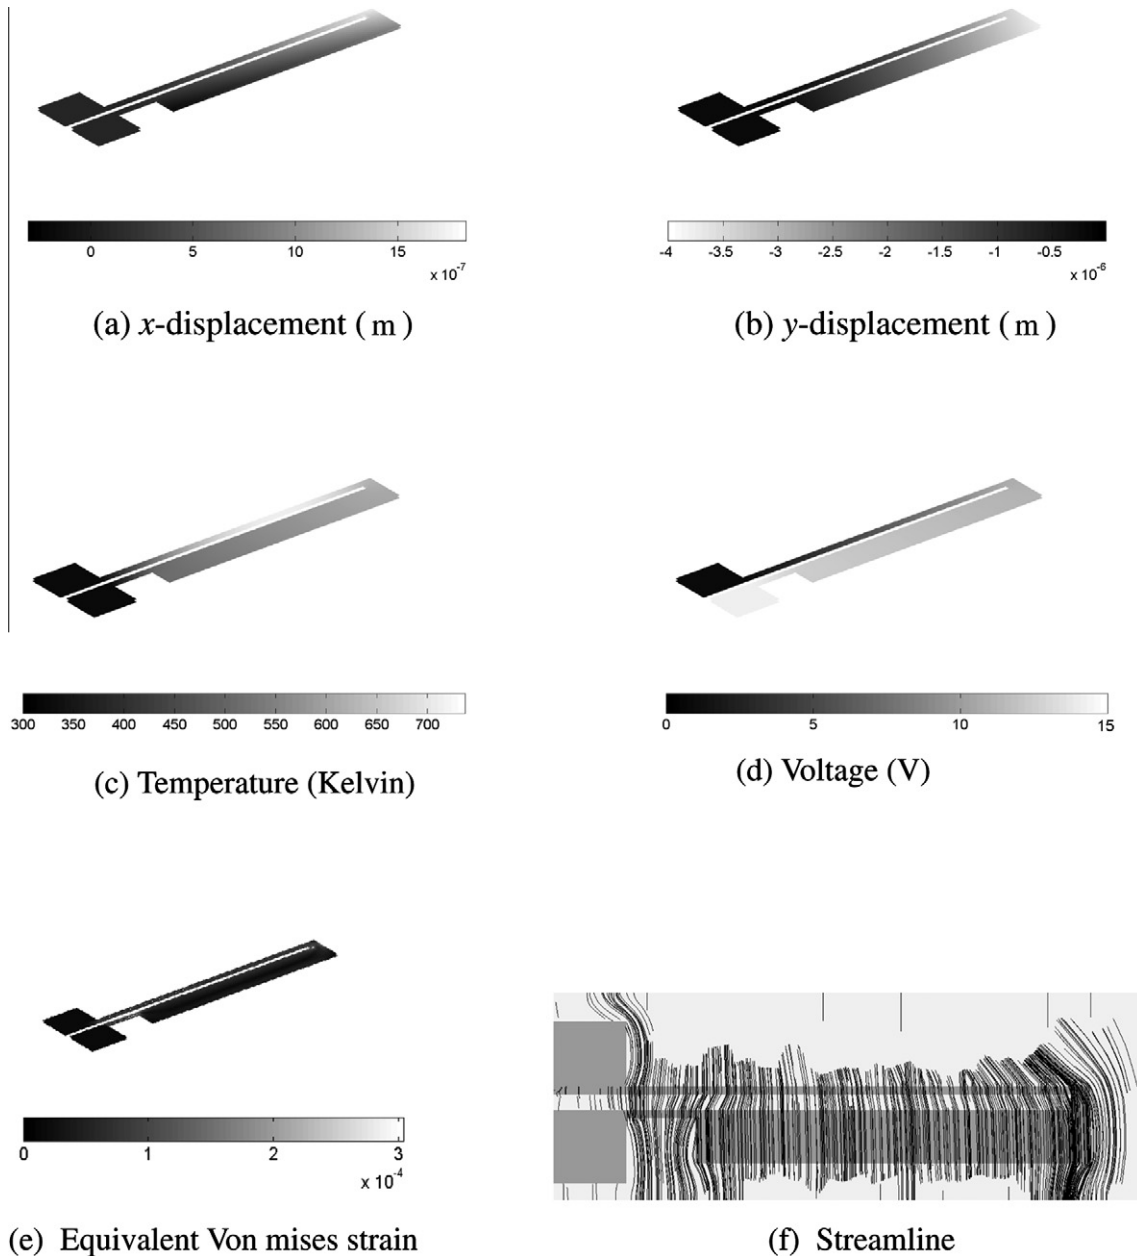 0 5 10 15
x 10-7
(a) x-displacement ( m )
-4 -3.5 -3 -2.5 -2 -1.5 -1 -0.5
x 10-6
(b) y-displacement ( m )
300 350 400 450 500 550 600 650 700
(c) Temperature (Kelvin)
0 5 10 15
(d) Voltage (V)
0 1 2 3
x 10-4
(e) Equivalent Von mises strain
(f) Streamline